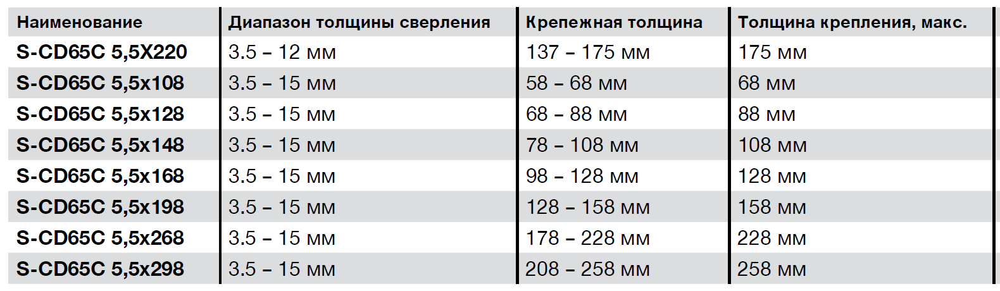 Наименование Диапазон толщины сверления Крепежная толщина Толщина крепления, макс.
S-CD65C 5,5X220 3.5 – 12 мм 137 – 175 мм 175 мм
S-CD65C 5,5x108 3.5 – 15 мм 58 – 68 мм 68 мм
S-CD65C 5,5x128 3.5 – 15 мм 68 – 88 мм 88 мм
S-CD65C 5,5x148 3.5 – 15 мм 78 – 108 мм 108 мм
S-CD65C 5,5x168 3.5 – 15 мм 98 – 128 мм 128 мм
S-CD65C 5,5x198 3.5 – 15 мм 128 – 158 мм 158 мм
S-CD65C 5,5x268 3.5 – 15 мм 178 – 228 мм 228 мм
S-CD65C 5,5x298 3.5 – 15 мм 208 – 258 мм 258 мм